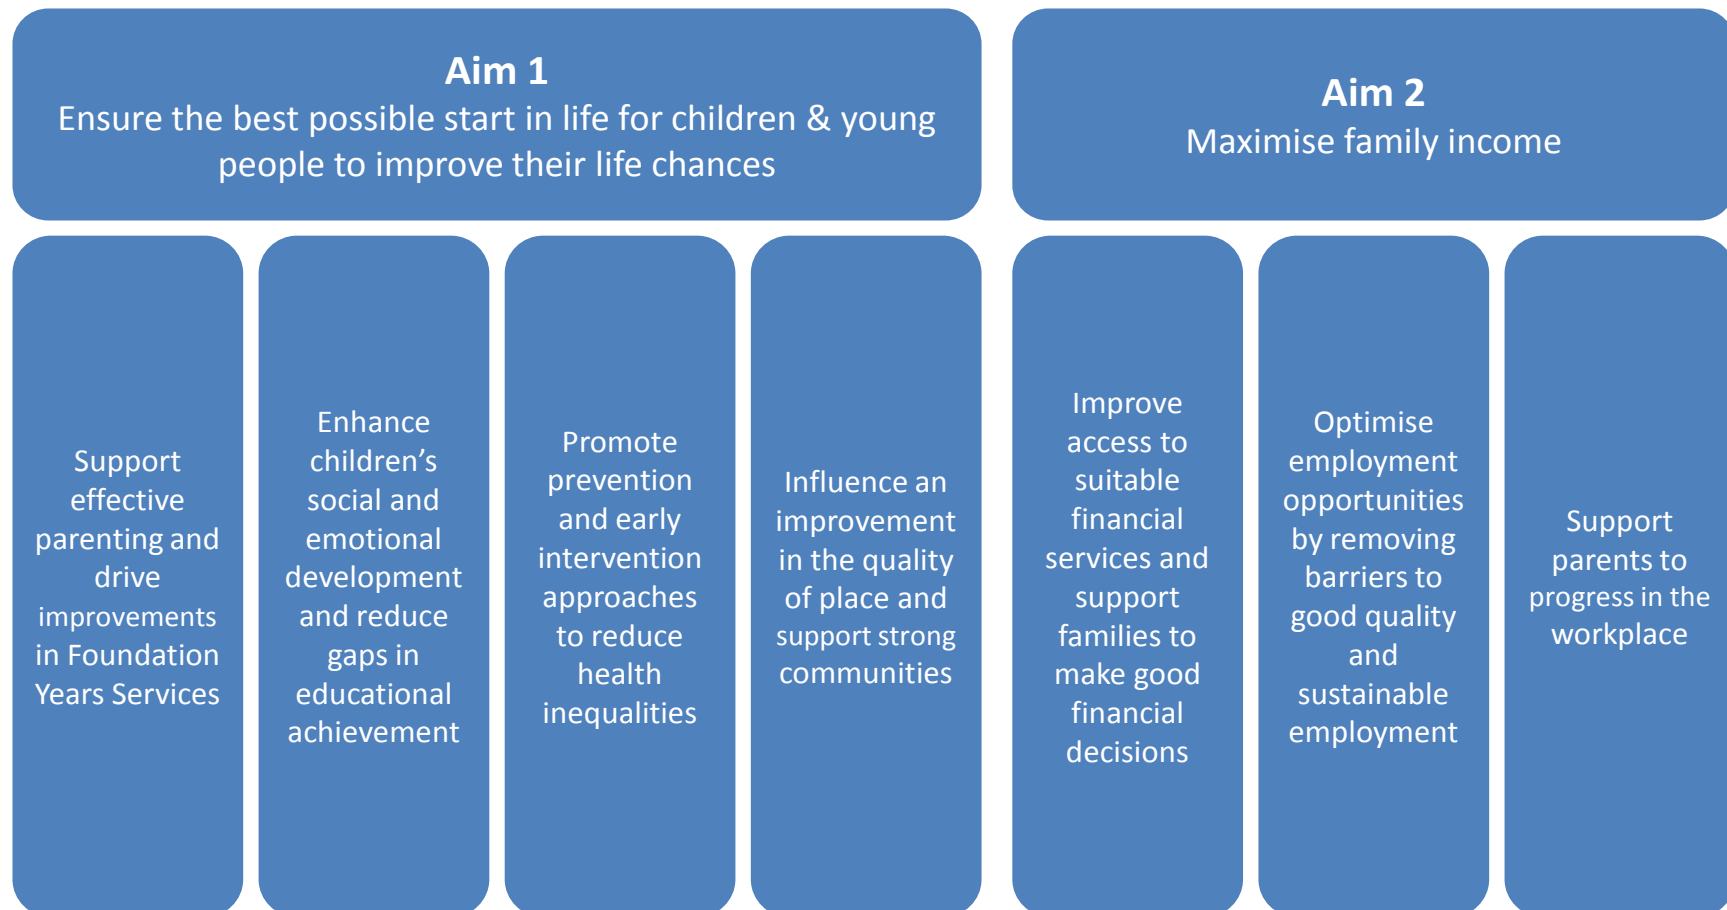 Aim 1
Ensure the best possible start in life for children & young
people to improve their life chances
Aim 2
Maximise family income
Support
effective
parenting and
drive
improvements
in Foundation
Years Services
Enhance
children’s
social and
emotional
development
and reduce
gaps in
educational
achievement
Promote
prevention
and early
intervention
approaches
to reduce
health
inequalities
Influence an
improvement
in the quality
of place and
support strong
communities
Improve
access to
suitable
financial
services and
support
families to
make good
financial
decisions
Optimise
employment
opportunities
by removing
barriers to
good quality
and
sustainable
employment
Support
parents to
progress in the
workplace